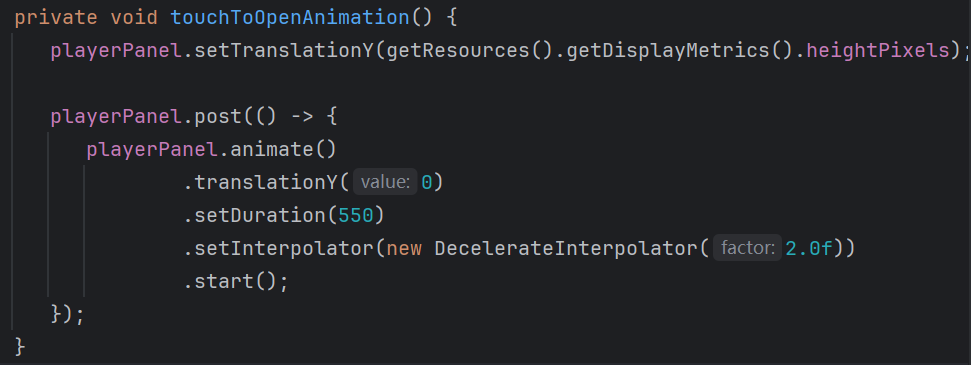 private void touchToOpenAnimation() {
playerPanel.setTranslationY(getResources().getDisplayMetrics().heightPixels);
playerPanel.post(() -> {
playerPanel.animate()
.translationY( value: 0)
.setDuration(550)
.setInterpolator(new DecelerateInterpolator( factor: 2.0f))
.start();
});
}